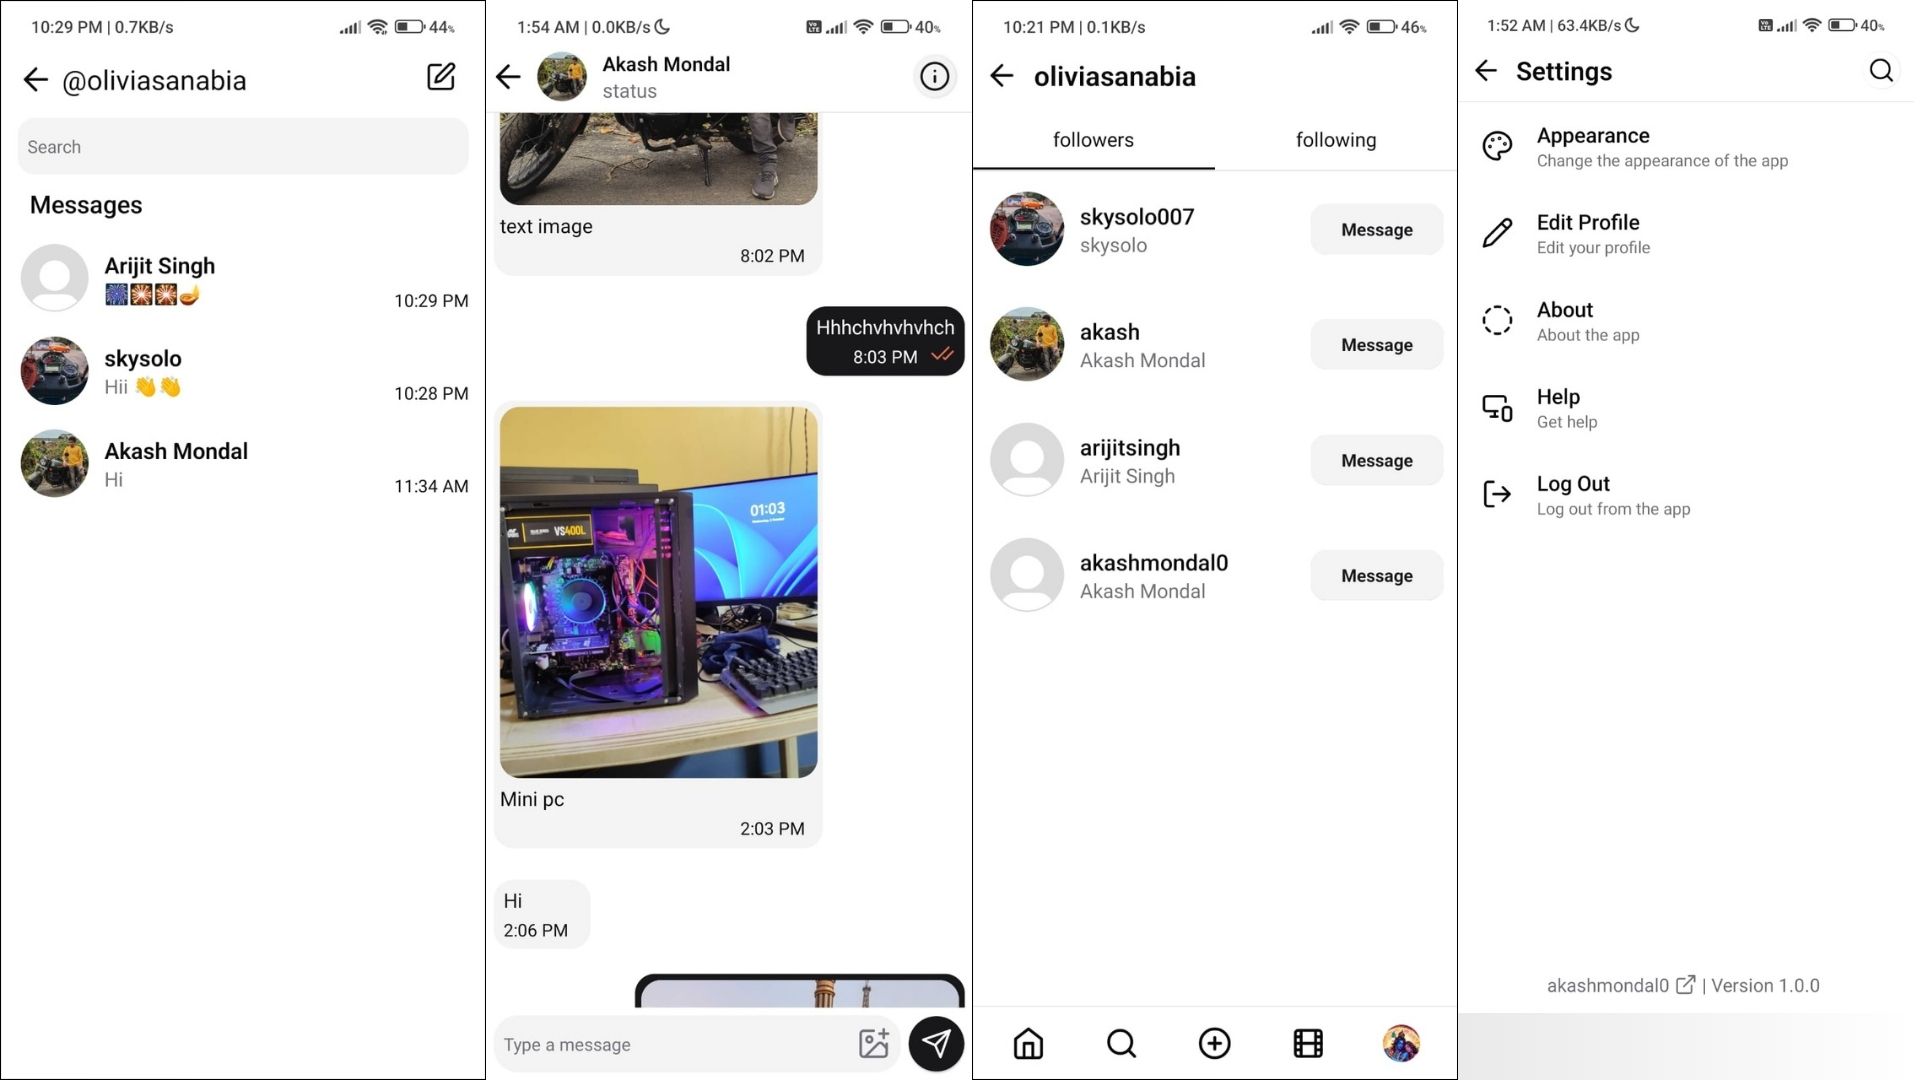 10:29 PM | 0.7KB/s
44%
@oliviasanabia
Search
Messages
Arijit Singh
10:29 PM
skysolo
Hii 👋👋
10:28 PM
Akash Mondal
Hi
11:34 AM
1:54 AM | 0.0KB/s
40%
Akash Mondal
status
text image
8:02 PM
Hhhchvhvhvhch
8:03 PM
VS400L
01:03
Mini pc
2:03 PM
Hi
2:06 PM
Type a message
10:21 PM | 0.1KB/s
46%
oliviasanabia
followers
following
skysolo007
skysolo
Message
akash
Akash Mondal
Message
arijitsingh
Arijit Singh
Message
akashmondal0
Akash Mondal
Message
1:52 AM | 63.4KB/s
40%
Settings
Appearance
Change the appearance of the app
Edit Profile
Edit your profile
About
About the app
Help
Get help
Log Out
Log out from the app
akashmondal0 | Version 1.0.0